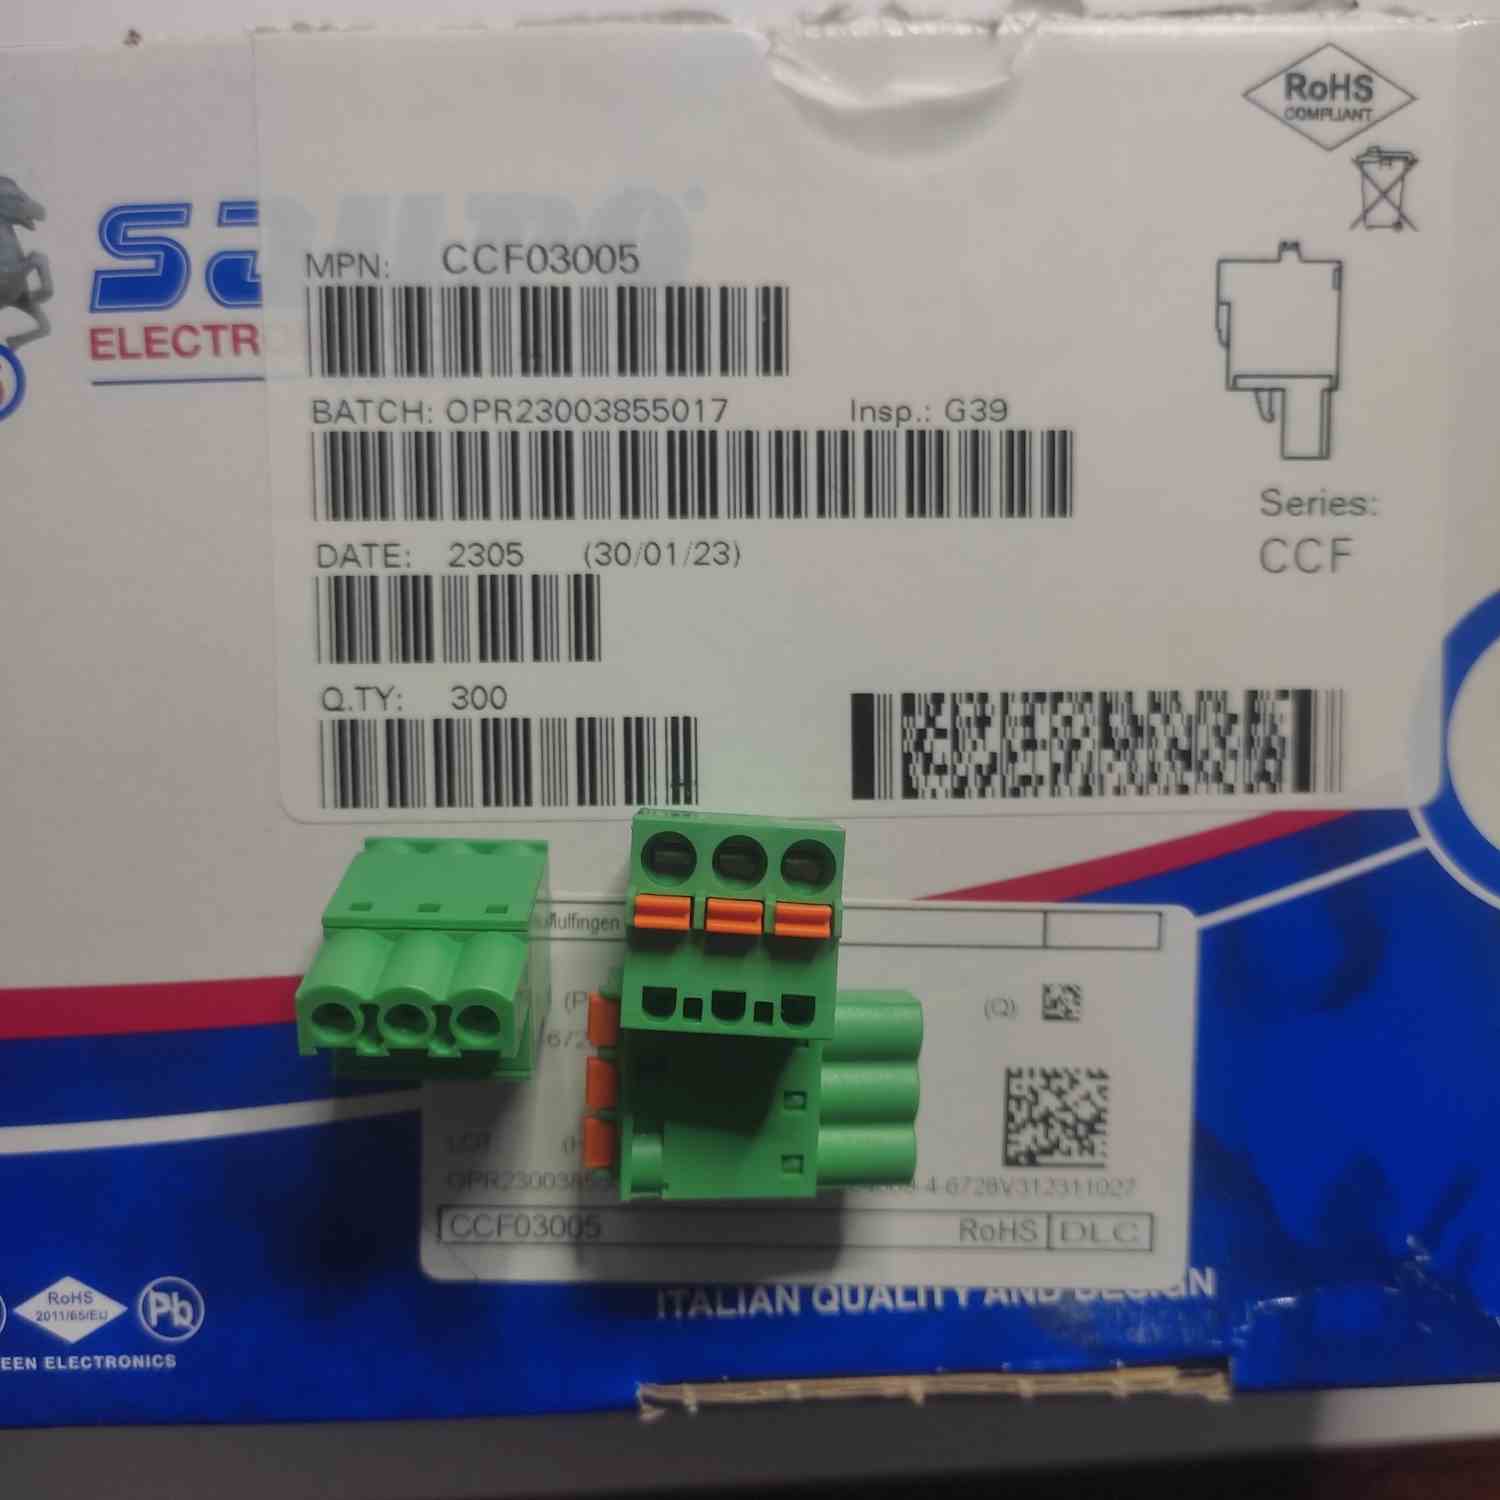 RoHS
COMPLIANT
MPN: CCF03005
ELECTR
BATCH: OPR23003855017 Insp.: G39
Series:
CCF
DATE: 2305 (30/01/23)
Q.TY: 300
ulfingen
(Q)
CCF03005 RoHS DLC
ITALIAN QUALITY AND DESIGN
RoHS
2011/65/EU
Pb
EEN ELECTRONICS